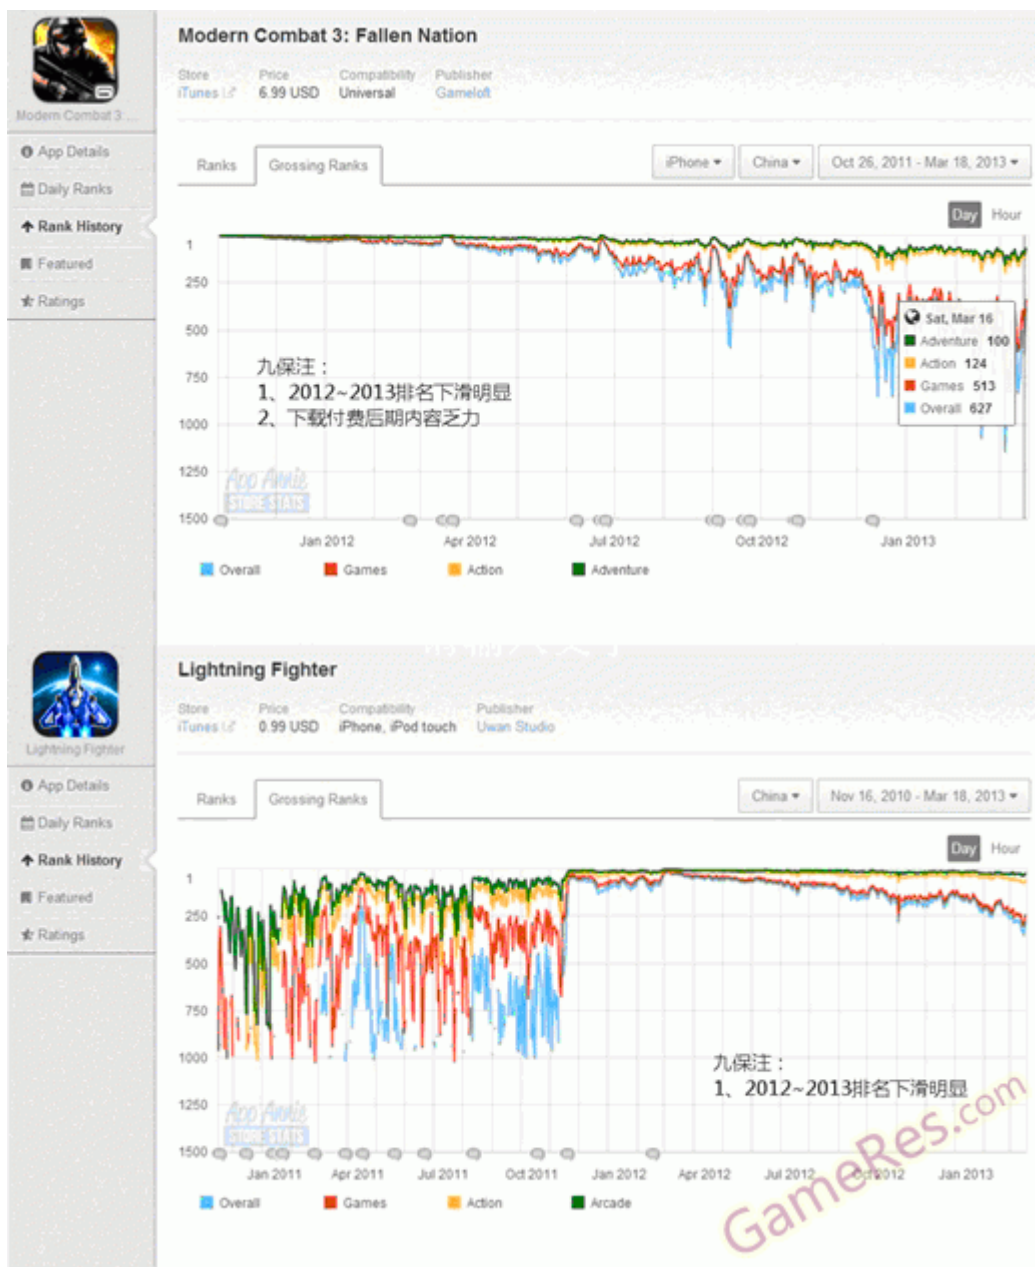 Modern Combat 3: Fallen Nation
Store Price Compatibility Publisher
iTunes 6.99 USD Universal Gameloft
Modern Combat 3 ...
App Details
Daily Ranks
Rank History
Featured
Ratings
Ranks Grossing Ranks iPhone China Oct 26, 2011 - Mar 18, 2013
Day Hour
1
250
500
750
1000
1250
1500
Sat, Mar 16
Adventure 100
Action 124
Games 513
Overall 627
九保注：
1、2012~2013排名下滑明显
2、下载付费后期内容乏力
App Annie
STORE STATS
Jan 2012 Apr 2012 Jul 2012 Oct 2012 Jan 2013
Overall Games Action Adventure
Lightning Fighter
Store Price Compatibility Publisher
iTunes 0.99 USD iPhone, iPod touch Uwan Studio
Lightning Fighter
App Details
Daily Ranks
Rank History
Featured
Ratings
Ranks Grossing Ranks China Nov 16, 2010 - Mar 18, 2013
Day Hour
1
250
500
750
1000
1250
1500
九保注：
1、2012~2013排名下滑明显
App Annie
STORE STATS
Jan 2011 Apr 2011 Jul 2011 Oct 2011 Jan 2012 Apr 2012 Jul 2012 Oct 2012 Jan 2013
Overall Games Action Arcade
GameRes.com